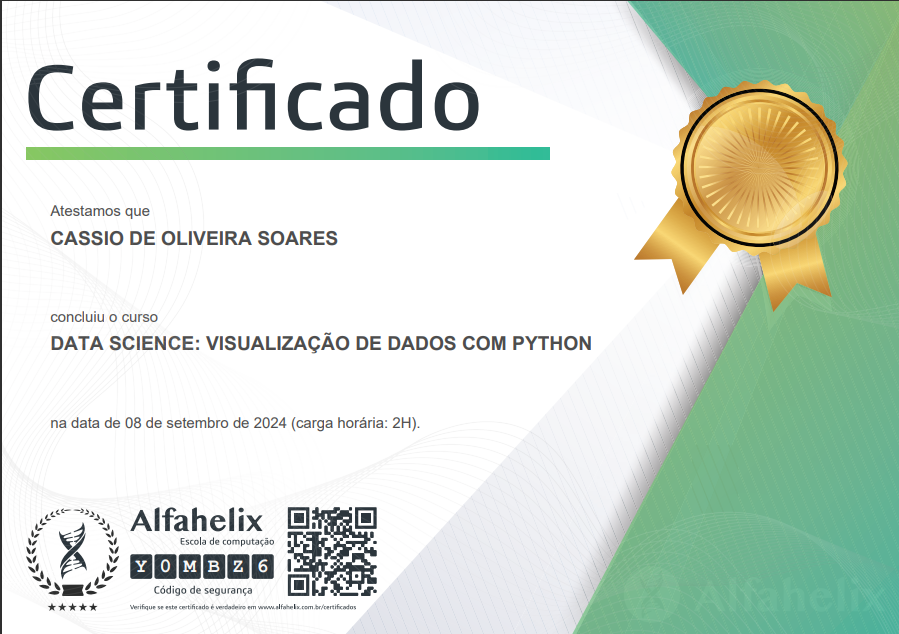 Certificado
Atestamos que
CASSIO DE OLIVEIRA SOARES
concluiu o curso
DATA SCIENCE: VISUALIZAÇÃO DE DADOS COM PYTHON
na data de 08 de setembro de 2024 (carga horária: 2H).
Alfahelix
Escola de computação
Y0MBZ6
Código de segurança
Verifique se este certificado é verdadeiro em www.alfahelix.com.br/certificados
Alfahelix